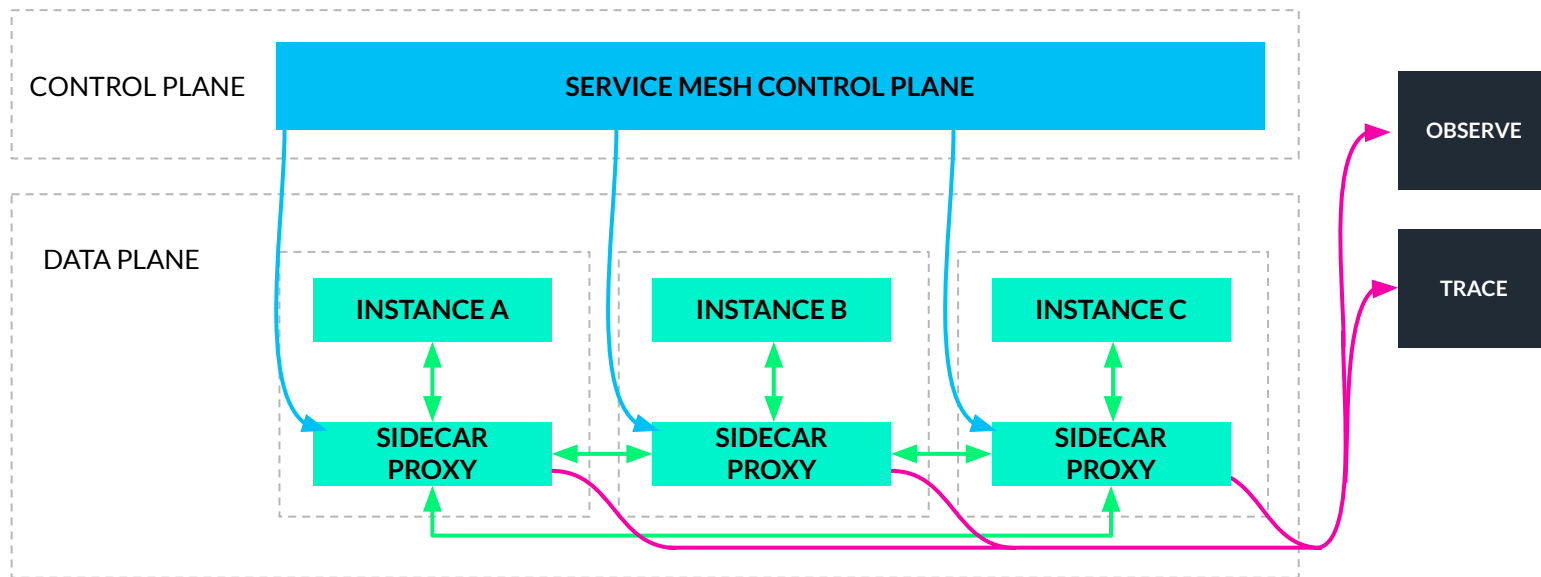 CONTROL PLANE
SERVICE MESH CONTROL PLANE
OBSERVE
TRACE
DATA PLANE
INSTANCE A
INSTANCE B
INSTANCE C
SIDECAR
PROXY
SIDECAR
PROXY
SIDECAR
PROXY